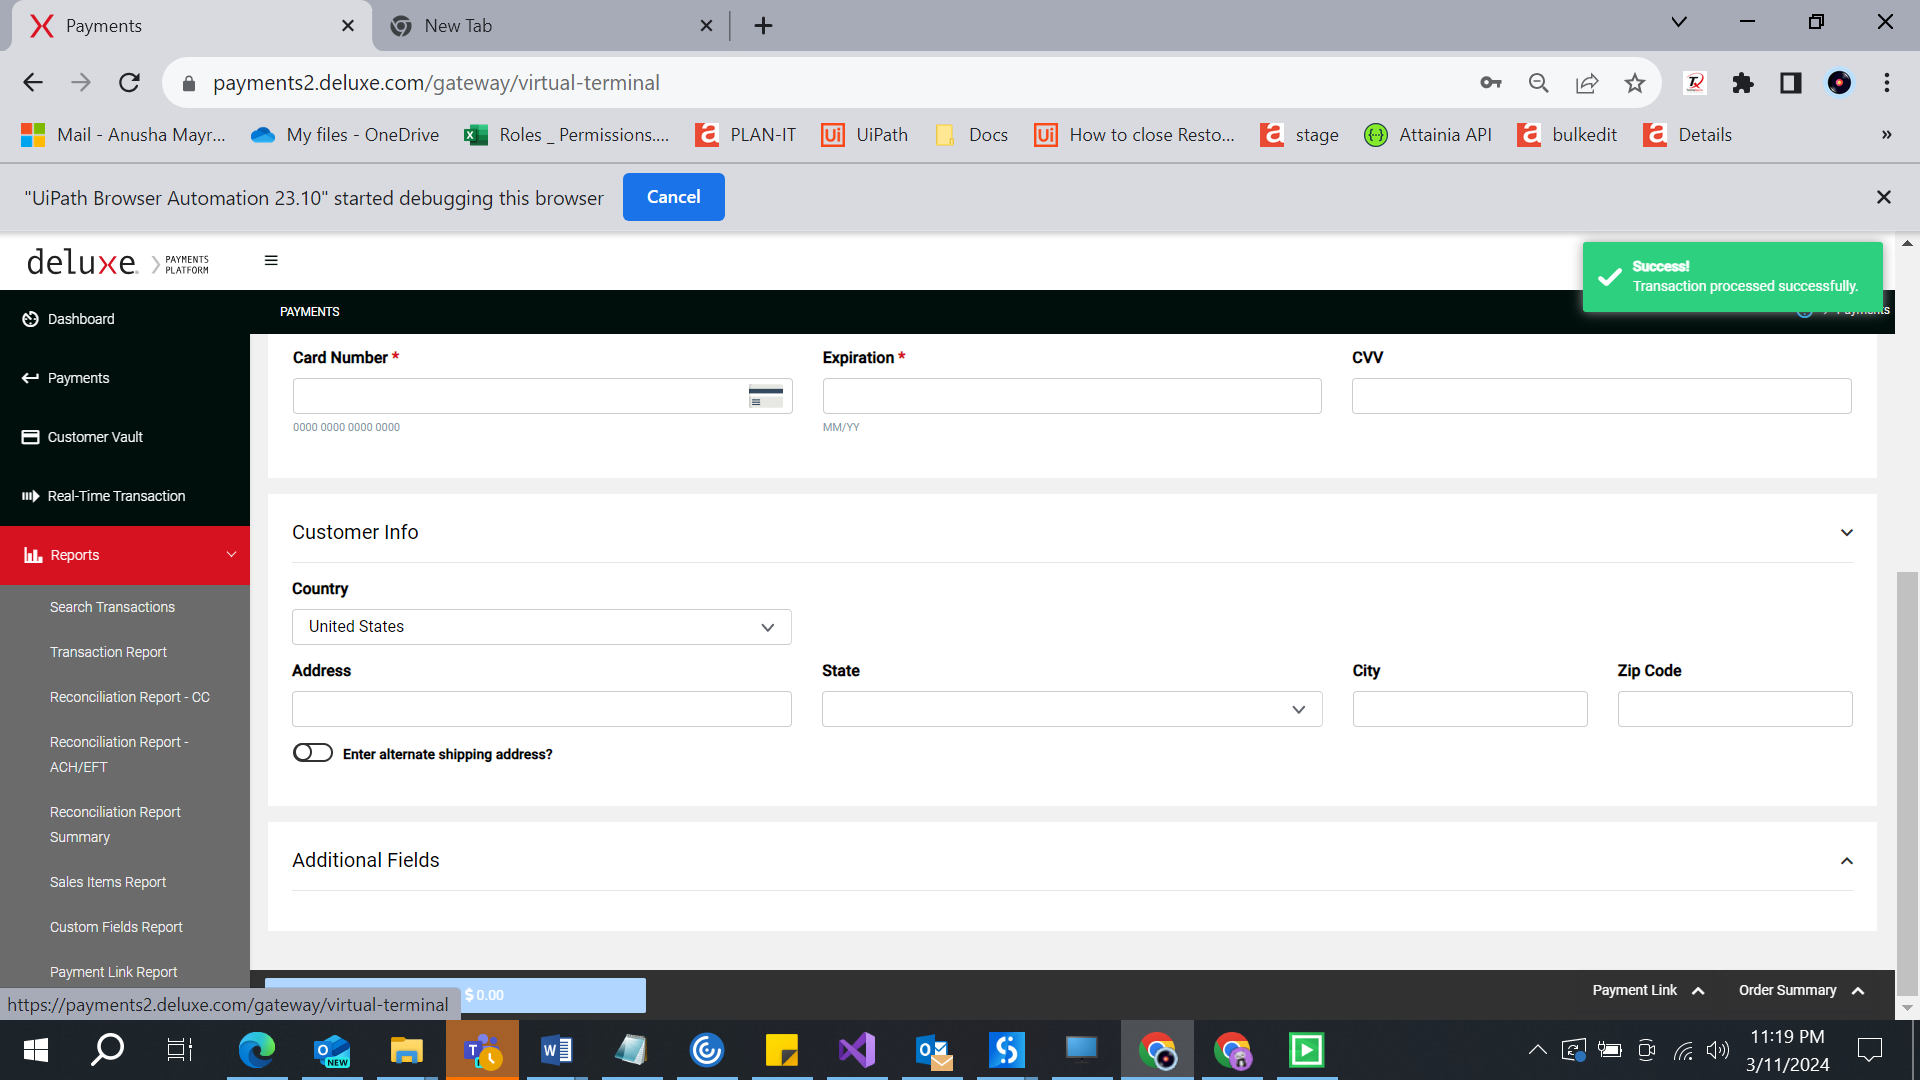 Payments
New Tab
payments2.deluxe.com/gateway/virtual-terminal
Mail - Anusha Mayr...
My files - OneDrive
Roles _ Permissions....
PLAN-IT
UiPath
Docs
How to close Resto...
stage
Attainia API
bulkedit
Details
»
"UiPath Browser Automation 23.10" started debugging this browser
Cancel
deluxe.
PAYMENTS
PLATFORM
Success!
Transaction processed successfully.
PAYMENTS
Payments
Dashboard
Payments
Customer Vault
Real-Time Transaction
Reports
Search Transactions
Transaction Report
Reconciliation Report - CC
Reconciliation Report -
ACH/EFT
Reconciliation Report
Summary
Sales Items Report
Custom Fields Report
Payment Link Report
Card Number *
Expiration *
CVV
0000 0000 0000 0000
MM/YY
Customer Info
Country
United States
Address
State
City
Zip Code
Enter alternate shipping address?
Additional Fields
$ 0.00
Payment Link
Order Summary
https://payments2.deluxe.com/gateway/virtual-terminal
NEW
11:19 PM
3/11/2024